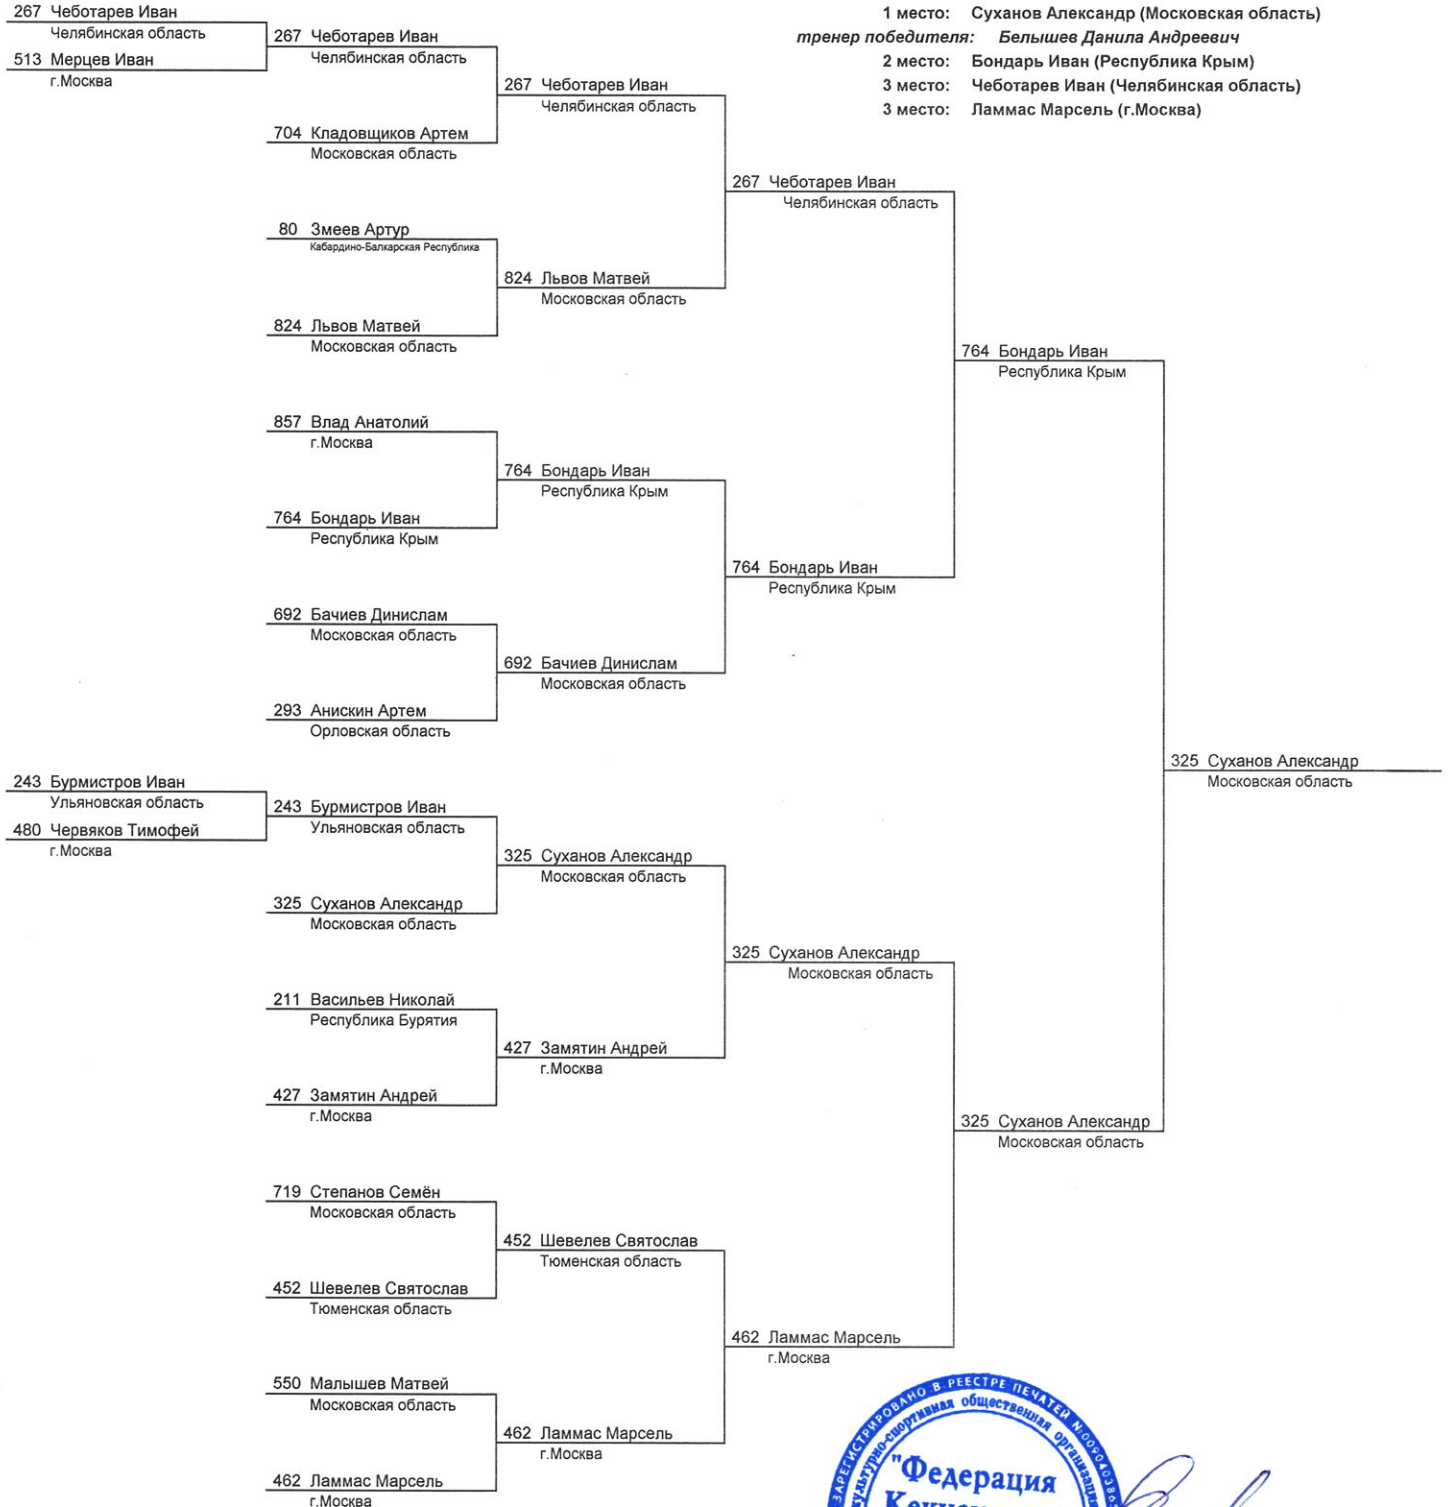 1 место: Суханов Александр (Московская область)
тренер победителя: Белышев Данила Андреевич
2 место: Бондарь Иван (Республика Крым)
3 место: Чеботарев Иван (Челябинская область)
3 место: Ламмас Марсель (г.Москва)
267 Чеботарев Иван
Челябинская область
513 Мерцев Иван
г.Москва
243 Бурмистров Иван
Ульяновская область
480 Червяков Тимофей
г.Москва
267 Чеботарев Иван
Челябинская область
704 Кладовщиков Артем
Московская область
80 Змеев Артур
Кабардино-Балкарская Республика
824 Львов Матвей
Московская область
857 Влад Анатолий
г.Москва
764 Бондарь Иван
Республика Крым
692 Бачиев Динислам
Московская область
293 Анискин Артем
Орловская область
243 Бурмистров Иван
Ульяновская область
325 Суханов Александр
Московская область
211 Васильев Николай
Республика Бурятия
427 Замятин Андрей
г.Москва
719 Степанов Семён
Московская область
452 Шевелев Святослав
Тюменская область
550 Малышев Матвей
Московская область
462 Ламмас Марсель
г.Москва
267 Чеботарев Иван
Челябинская область
824 Львов Матвей
Московская область
764 Бондарь Иван
Республика Крым
692 Бачиев Динислам
Московская область
325 Суханов Александр
Московская область
427 Замятин Андрей
г.Москва
452 Шевелев Святослав
Тюменская область
462 Ламмас Марсель
г.Москва
267 Чеботарев Иван
Челябинская область
764 Бондарь Иван
Республика Крым
325 Суханов Александр
Московская область
462 Ламмас Марсель
г.Москва
764 Бондарь Иван
Республика Крым
325 Суханов Александр
Московская область
325 Суханов Александр
Московская область
ЗАРЕГИСТРИРОВАНО В РЕЕСТРЕ ПЕЧАТЕЙ
спортивная общественная организация
"Федерация